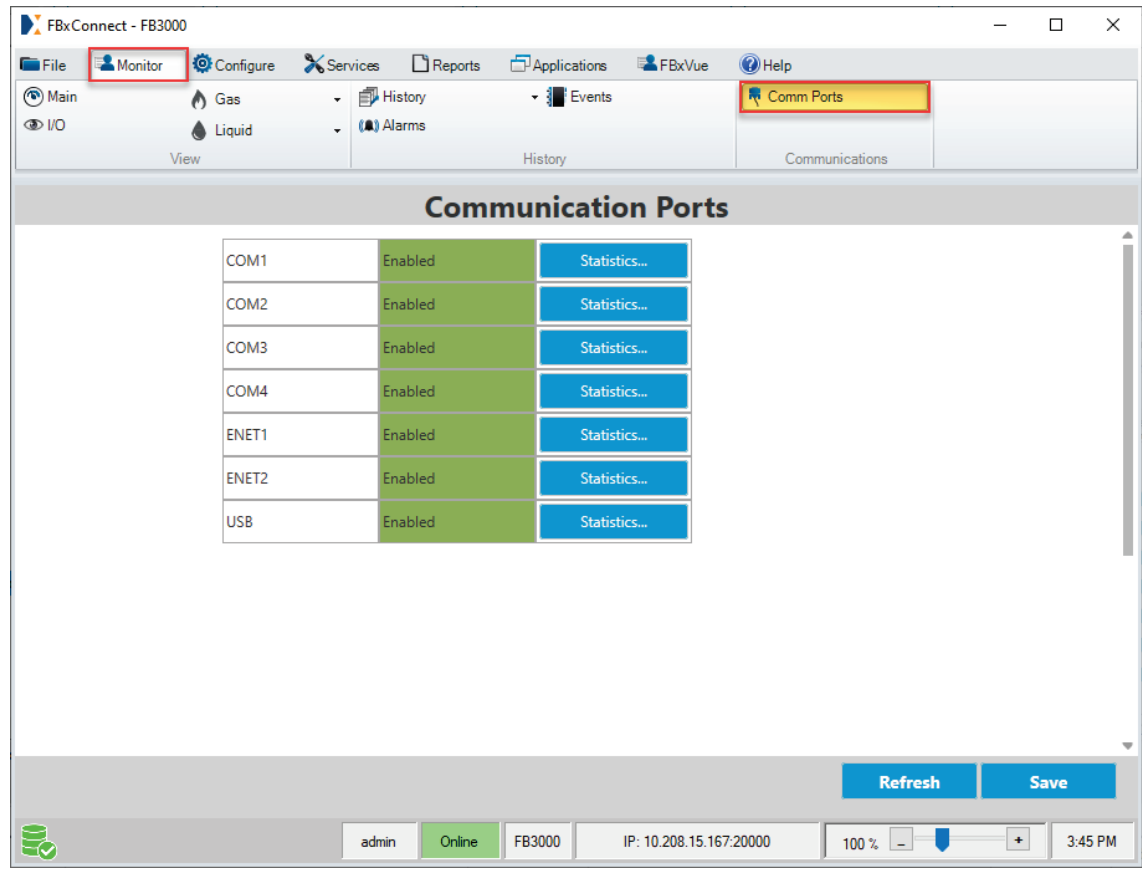 FBxConnect - FB3000
File Monitor Configure Services Reports Applications FBxVue Help
Main Gas History Events Comm Ports
I/O Liquid Alarms
View History Communications
Communication Ports
COM1 Enabled Statistics...
COM2 Enabled Statistics...
COM3 Enabled Statistics...
COM4 Enabled Statistics...
ENET1 Enabled Statistics...
ENET2 Enabled Statistics...
USB Enabled Statistics...
Refresh Save
admin Online FB3000 IP: 10.208.15.167:20000 100 % - + 3:45 PM